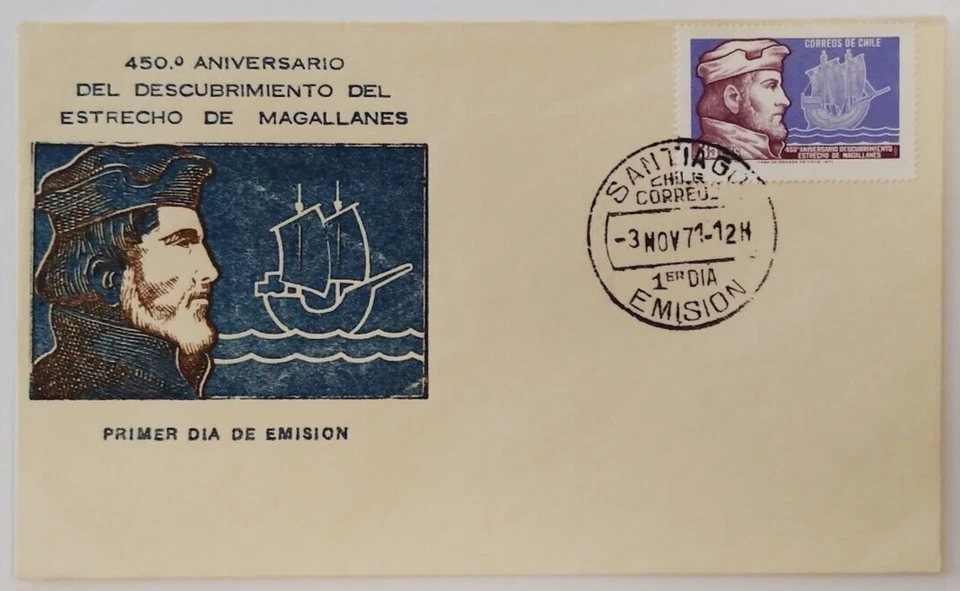 450.º ANIVERSARIO
DEL DESCUBRIMIENTO DEL
ESTRECHO DE MAGALLANES
PRIMER DIA DE EMISION
CORREOS DE CHILE
450º ANIVERSARIO DESCUBRIMIENTO
ESTRECHO DE MAGALLANES
SANTIAGO
CHILE
CORREOS
-3 NOV 71-12H
1ER DIA
EMISION